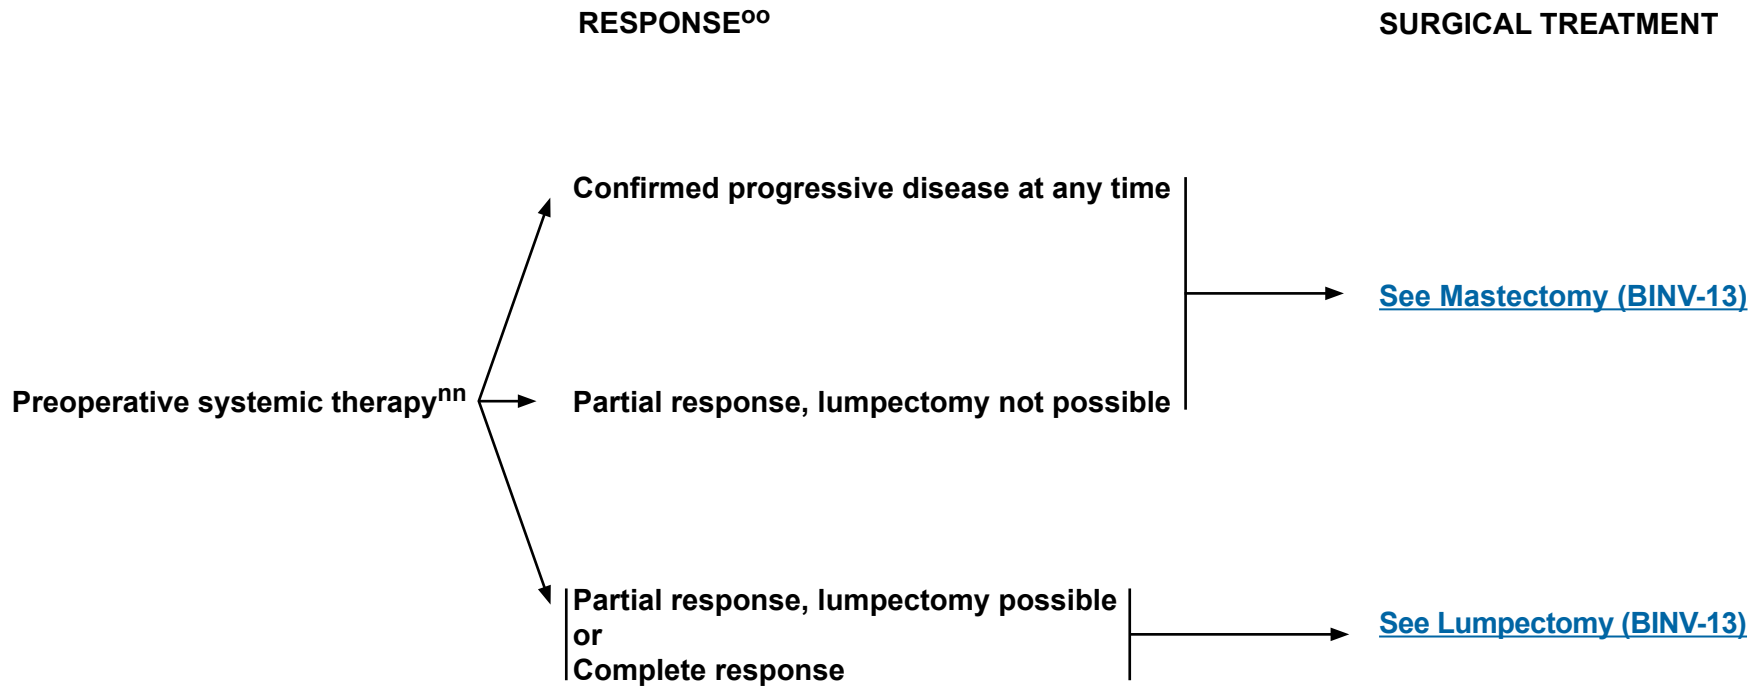 RESPONSEoo
SURGICAL TREATMENT
Confirmed progressive disease at any time
See Mastectomy (BINV-13)
Preoperative systemic therapynn
Partial response, lumpectomy not possible
Partial response, lumpectomy possible
or
Complete response
See Lumpectomy (BINV-13)